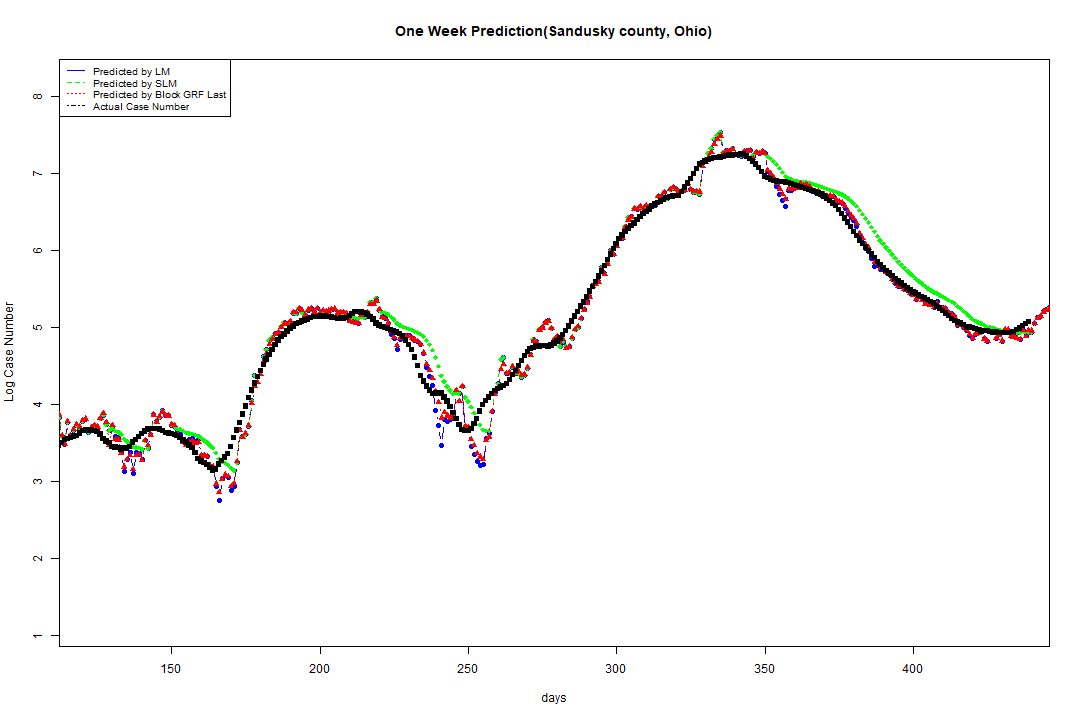 One Week Prediction(Sandusky county, Ohio)
Predicted by LM
Predicted by SLM
Predicted by Block GRF Last
Actual Case Number
Log Case Number
8
7
6
5
4
3
2
1
150 200 250 300 350 400
days